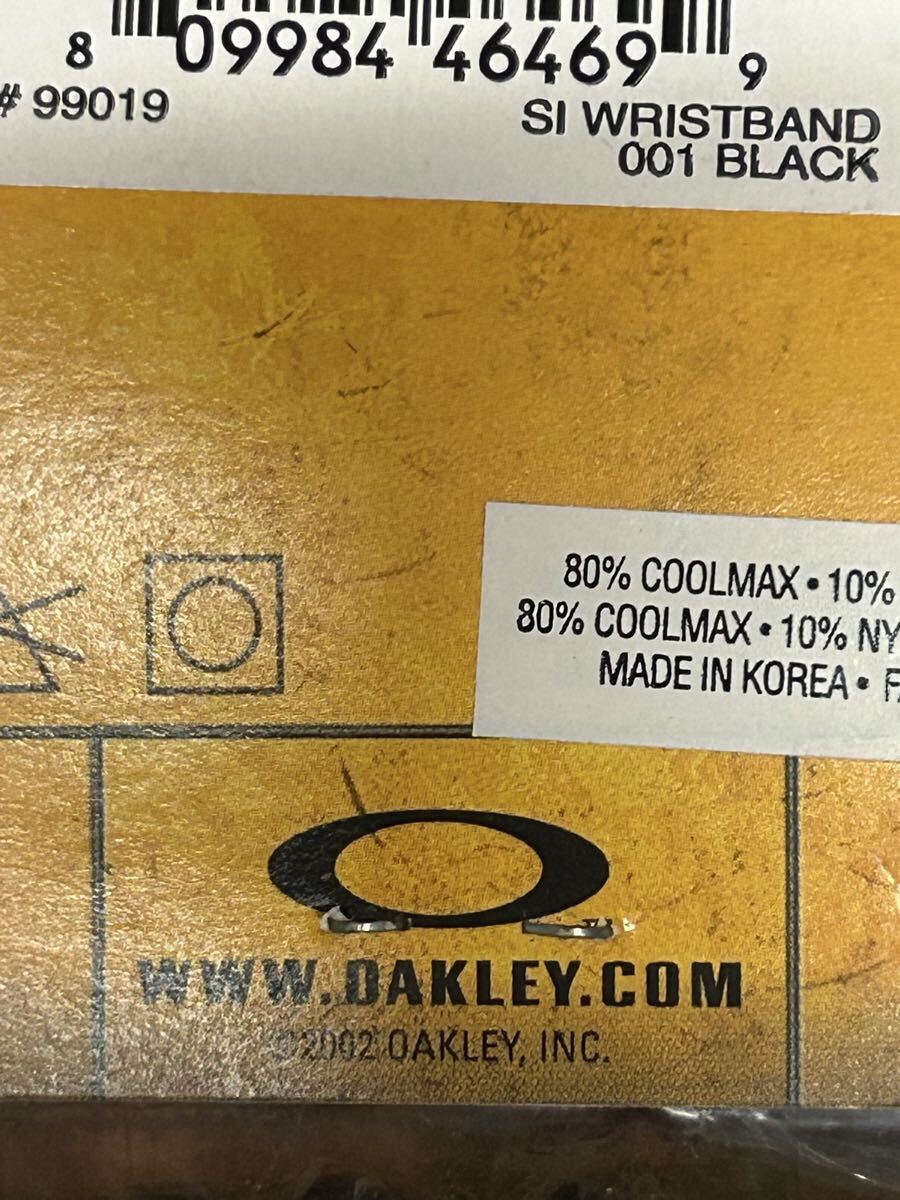 8 09984 46469 9
# 99019
SI WRISTBAND
001 BLACK
80% COOLMAX • 10%
80% COOLMAX • 10% NY
MADE IN KOREA •
WWW.OAKLEY.COM
©2002 OAKLEY, INC.